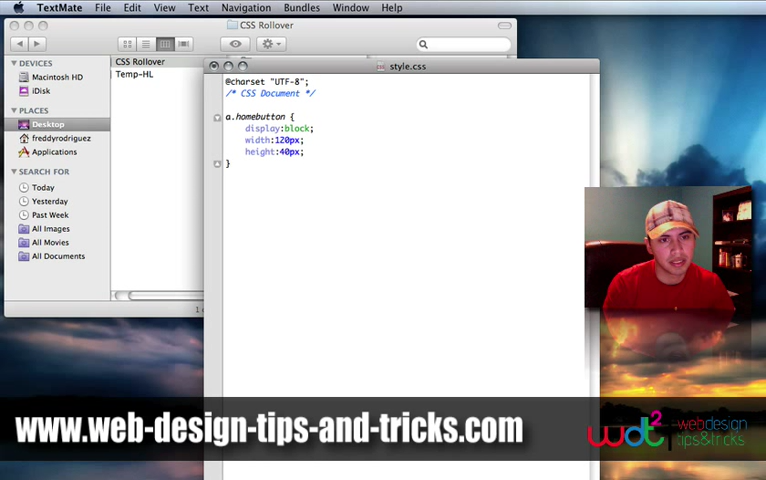 TextMate File Edit View Text Navigation Bundles Window Help
CSS Rollover
style.css
DEVICES
Macintosh HD
iDisk
PLACES
Desktop
freddyrodriguez
Applications
SEARCH FOR
Today
Yesterday
Past Week
All Images
All Movies
All Documents
CSS Rollover
Temp-HL
@charset "UTF-8";
/* CSS Document */
a.homebutton {
display:block;
width:120px;
height:40px;
}
www.web-design-tips-and-tricks.com
wdt2
webdesign
tips&tricks